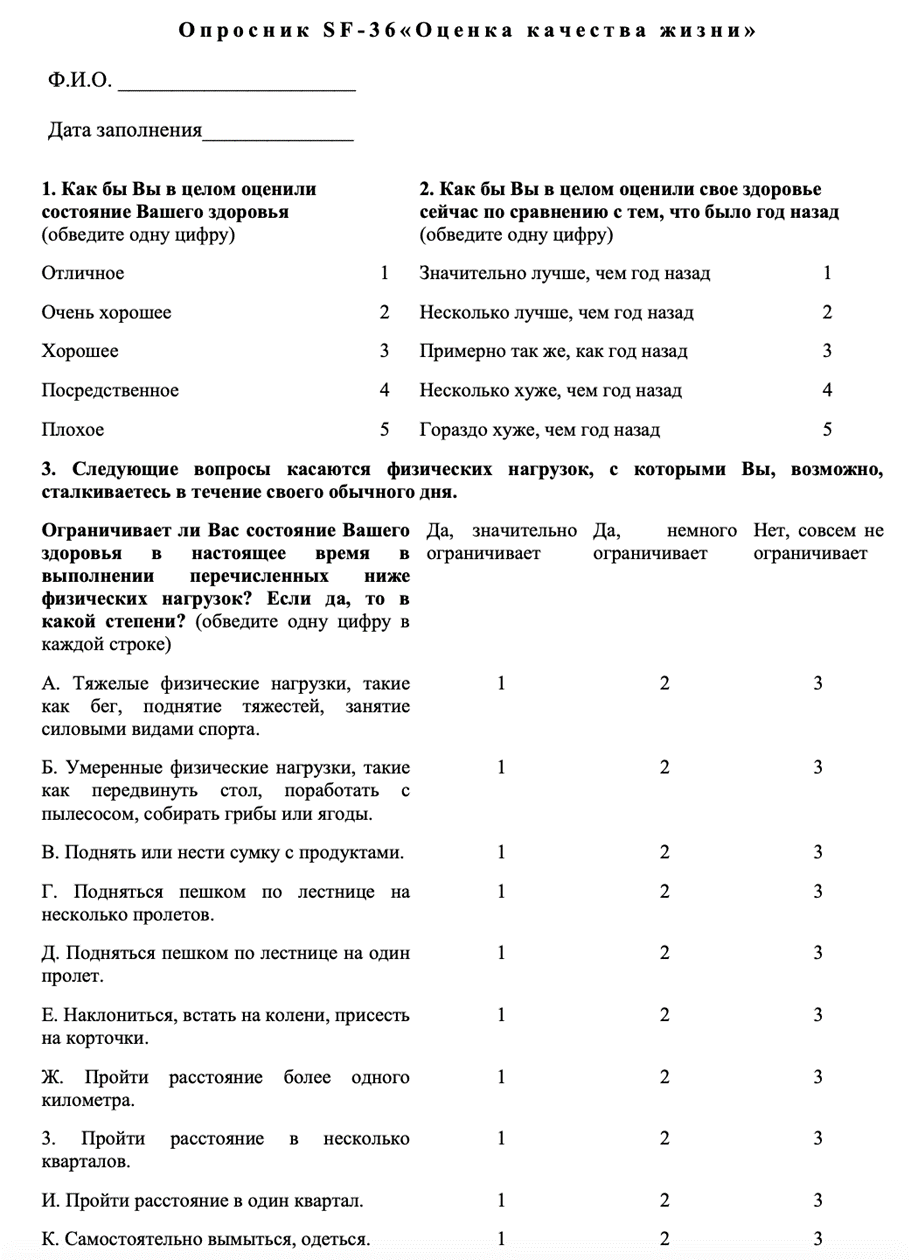 Опросник SF-36«Оценка качества жизни»
Ф.И.О. ______________________
Дата заполнения______________
1. Как бы Вы в целом оценили
состояние Вашего здоровья
(обведите одну цифру)
Отличное 1
Очень хорошее 2
Хорошее 3
Посредственное 4
Плохое 5
2. Как бы Вы в целом оценили свое здоровье
сейчас по сравнению с тем, что было год назад
(обведите одну цифру)
Значительно лучше, чем год назад 1
Несколько лучше, чем год назад 2
Примерно так же, как год назад 3
Несколько хуже, чем год назад 4
Гораздо хуже, чем год назад 5
3. Следующие вопросы касаются физических нагрузок, с которыми Вы, возможно,
сталкиваетесь в течение своего обычного дня.
Ограничивает ли Вас состояние Вашего
здоровья в настоящее время в
выполнении перечисленных ниже
физических нагрузок? Если да, то в
какой степени? (обведите одну цифру в
каждой строке)
Да, значительно
ограничивает
Да, немного
ограничивает
Нет, совсем не
ограничивает
А. Тяжелые физические нагрузки, такие 1 2 3
как бег, поднятие тяжестей, занятие
силовыми видами спорта.
Б. Умеренные физические нагрузки, такие 1 2 3
как передвинуть стол, поработать с
пылесосом, собирать грибы или ягоды.
В. Поднять или нести сумку с продуктами. 1 2 3
Г. Подняться пешком по лестнице на 1 2 3
несколько пролетов.
Д. Подняться пешком по лестнице на один 1 2 3
пролет.
Е. Наклониться, встать на колени, присесть 1 2 3
на корточки.
Ж. Пройти расстояние более одного 1 2 3
километра.
3. Пройти расстояние в несколько 1 2 3
кварталов.
И. Пройти расстояние в один квартал. 1 2 3
К. Самостоятельно вымыться, одеться. 1 2 3